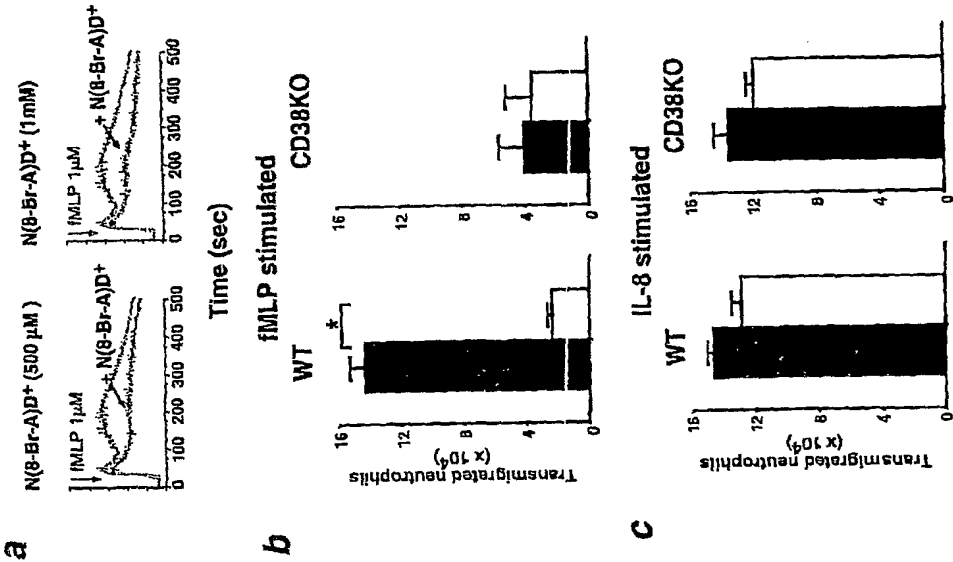 a
N(8-Br-A)D+ (500 µM)
N(8-Br-A)D+ (1mM)
fMLP 1µM
+ N(8-Br-A)D+
0 100 200 300 400 500
fMLP 1µM
+ N(8-Br-A)D+
0 100 200 300 400 500
Time (sec)
b
fMLP stimulated
WT
CD38KO
*
Transmigrated neutrophils
(x 10⁴)
16
12
8
4
0
16
12
8
4
0
c
IL-8 stimulated
WT
CD38KO
Transmigrated neutrophils
(x 10⁴)
16
12
8
4
0
16
12
8
4
0